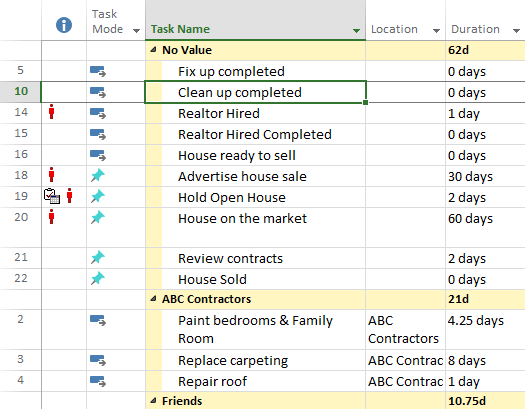 Task Mode Task Name Location Duration
No Value 62d
5 Fix up completed 0 days
10 Clean up completed 0 days
14 Realtor Hired 1 day
15 Realtor Hired Completed 0 days
16 House ready to sell 0 days
18 Advertise house sale 30 days
19 Hold Open House 2 days
20 House on the market 60 days
21 Review contracts 2 days
22 House Sold 0 days
ABC Contractors 21d
2 Paint bedrooms & Family ABC 4.25 days
Room Contractors
3 Replace carpeting ABC Contrac 8 days
4 Repair roof ABC Contrac 1 day
Friends 10.75d